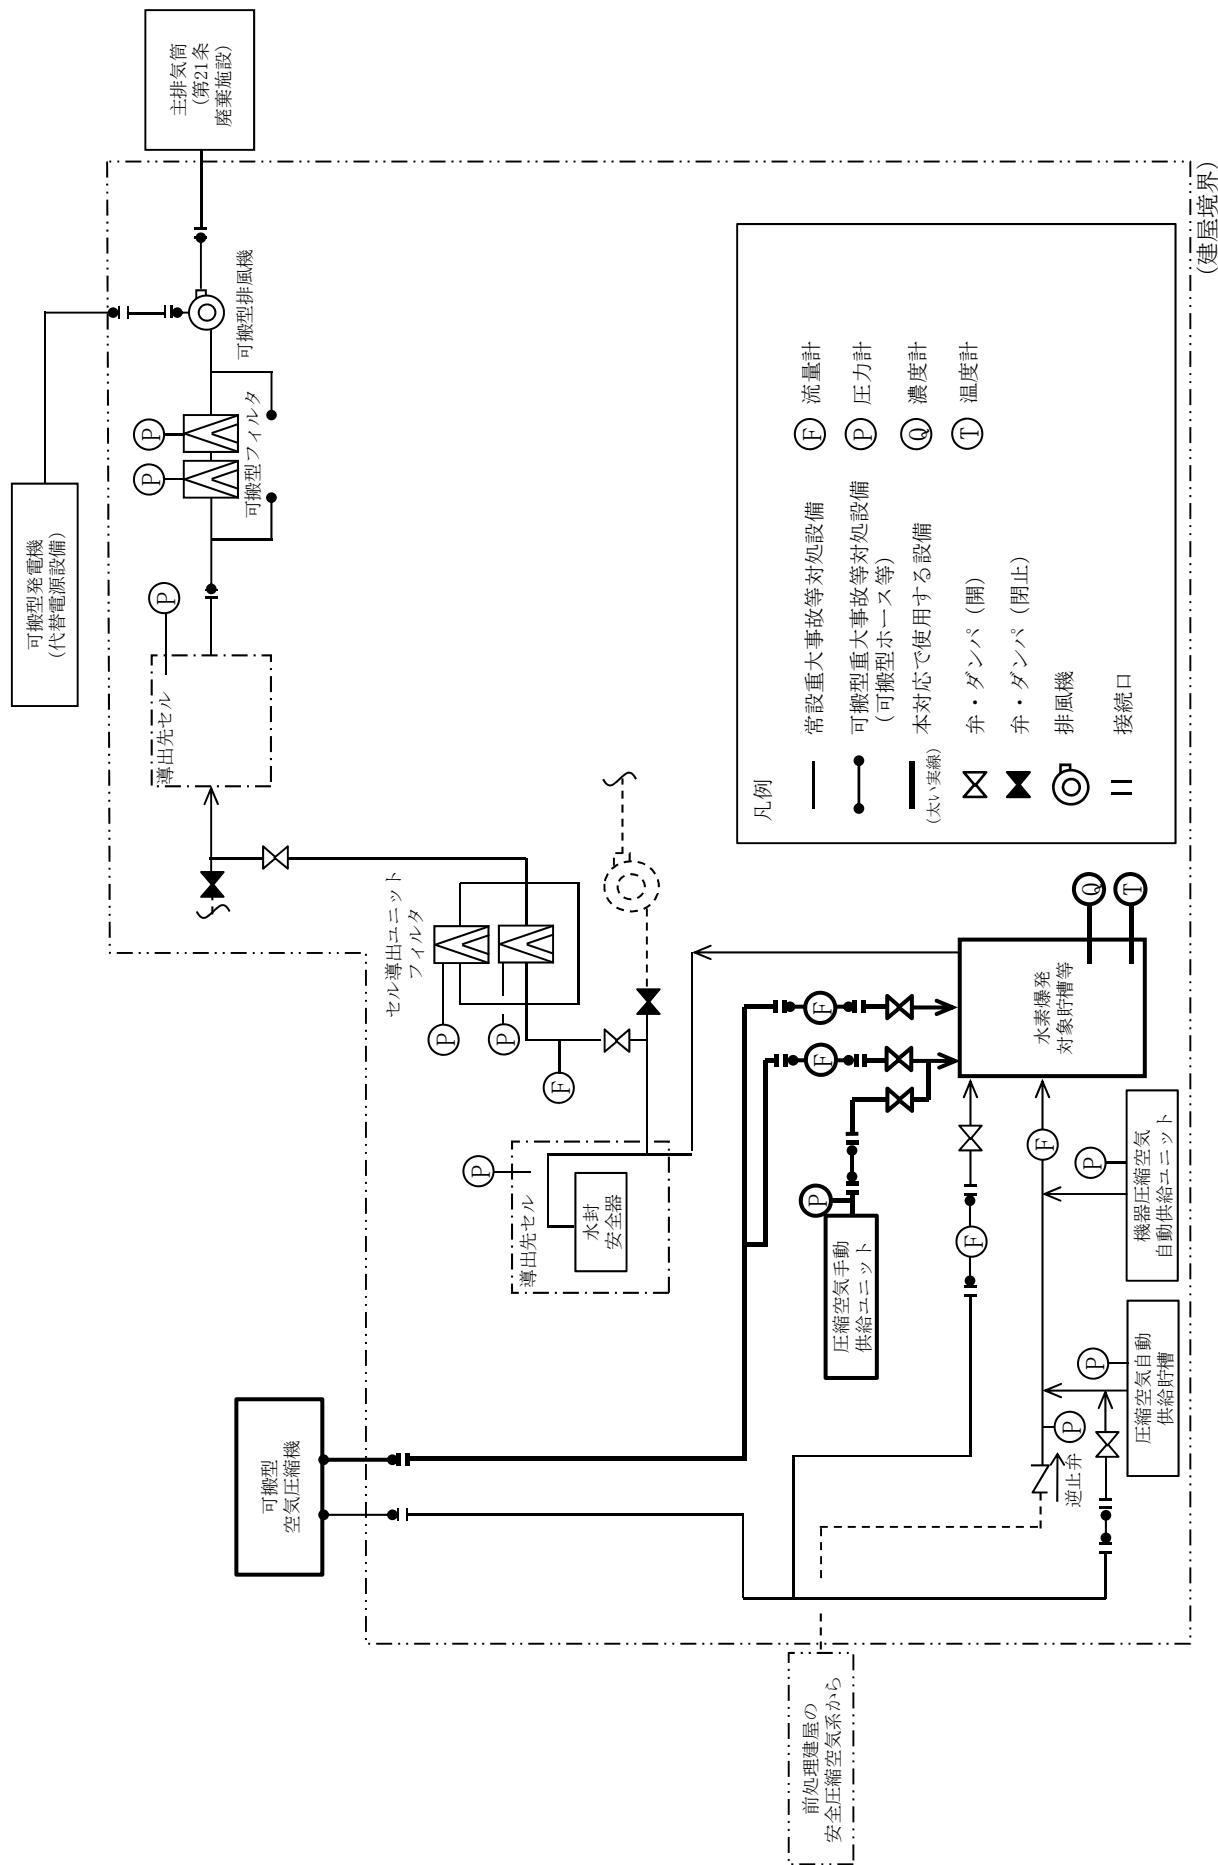 可搬型発電機
（代替電源設備）
主排気筒
（第21条
廃棄施設）
P
導出先セル
P
P
可搬型フィルタ
可搬型排風機
セル導出ユニット
フィルタ
P
P
F
P
導出先セル
水封
安全器
可搬型
空気圧縮機
F
F
P
圧縮空気手動
供給ユニット
F
F
水素爆発
対象貯槽等
Q
T
P
機器圧縮空気
自動供給ユニット
P
圧縮空気自動
供給貯槽
P
逆止弁
前処理建屋の
安全圧縮空気系から
凡例
常設重大事故等対処設備
可搬型重大事故等対処設備
（可搬型ホース等）
本対応で使用する設備
（太い実線）
弁・ダンパ（開）
弁・ダンパ（閉止）
排風機
接続口
F 流量計
P 圧力計
Q 濃度計
T 温度計
（建屋境界）